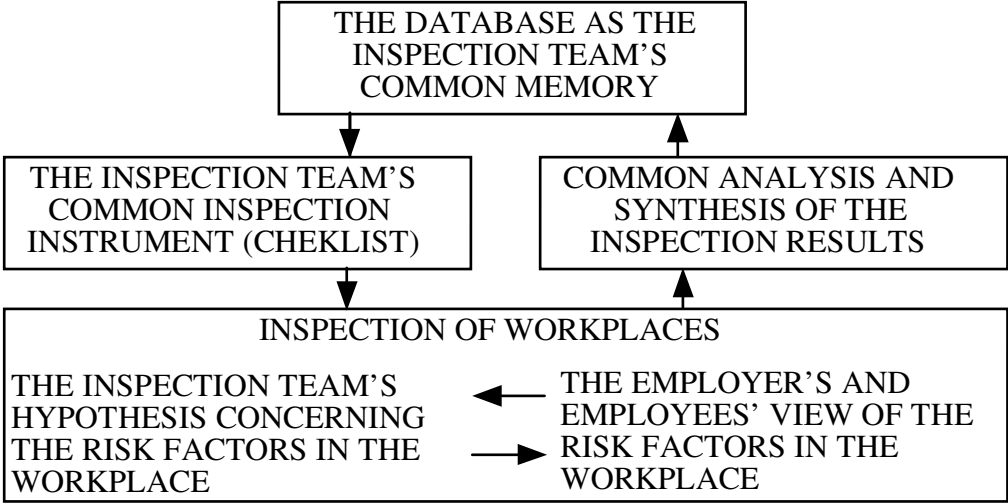 THE DATABASE AS THE
INSPECTION TEAM'S
COMMON MEMORY
THE INSPECTION TEAM'S
COMMON INSPECTION
INSTRUMENT (CHEKLIST)
COMMON ANALYSIS AND
SYNTHESIS OF THE
INSPECTION RESULTS
INSPECTION OF WORKPLACES
THE INSPECTION TEAM'S
HYPOTHESIS CONCERNING
THE RISK FACTORS IN THE
WORKPLACE
THE EMPLOYER'S AND
EMPLOYEES' VIEW OF THE
RISK FACTORS IN THE
WORKPLACE